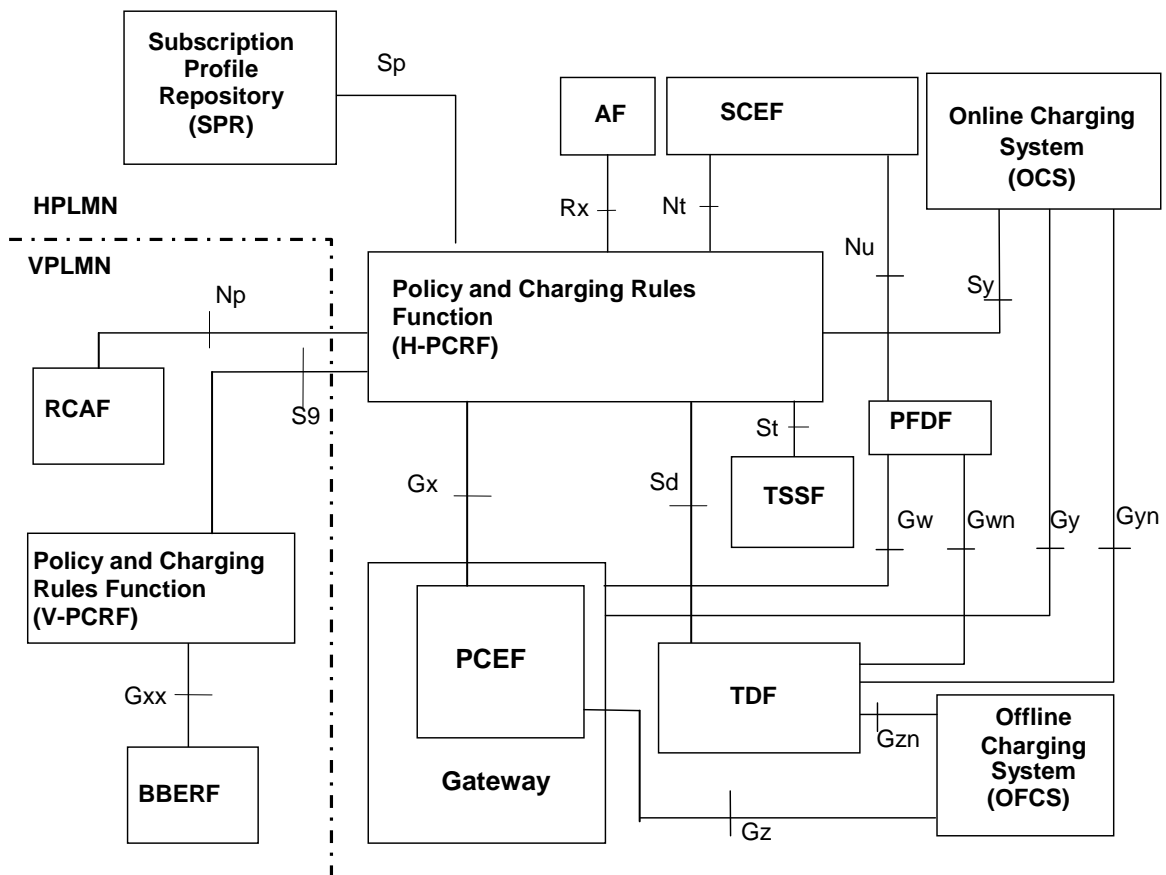 Subscription
Profile
Repository
(SPR)
Sp
AF
SCEF
Online Charging
System
(OCS)
HPLMN
Rx
Nt
Nu
Sy
VPLMN
Np
Policy and Charging Rules
Function
(H-PCRF)
RCAF
S9
PFDF
St
TSSF
Gx
Sd
Gw
Gwn
Gy
Gyn
Policy and Charging
Rules Function
(V-PCRF)
PCEF
TDF
Gxx
Gzn
Offline
Charging
System
(OFCS)
BBERF
Gateway
Gz